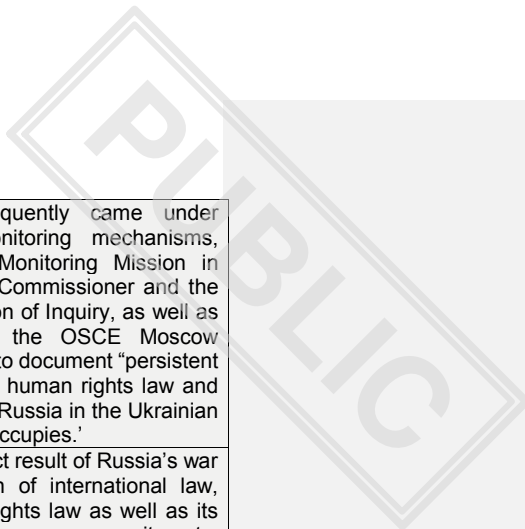 PUBLIC
quently came under
nitoring mechanisms,
Monitoring Mission in
Commissioner and the
on of Inquiry, as well as
the OSCE Moscow
to document “persistent
human rights law and
Russia in the Ukrainian
ccupies.’
ct result of Russia’s war
n of international law,
ghts law as well as its